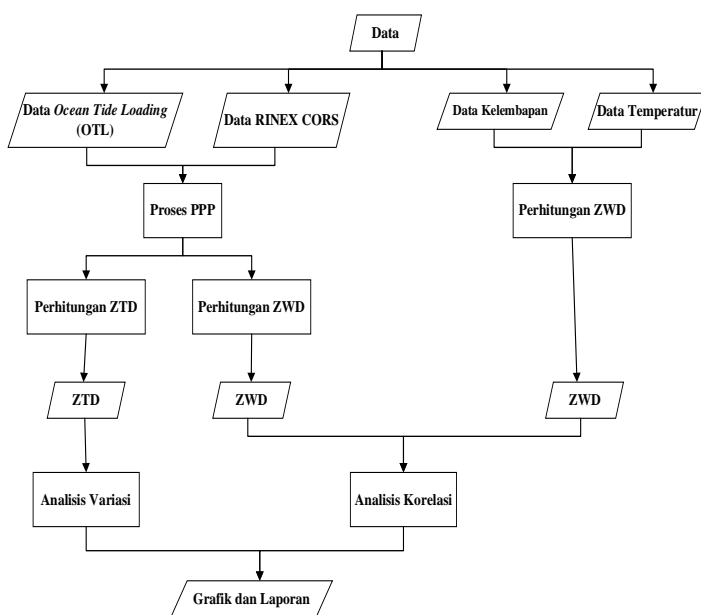 Data
Data Ocean Tide Loading
(OTL)
Data RINEX CORS
Data Kelembapan
Data Temperatur
Proses PPP
Perhitungan ZWD
Perhitungan ZTD
Perhitungan ZWD
ZTD
ZWD
ZWD
Analisis Variasi
Analisis Korelasi
Grafik dan Laporan